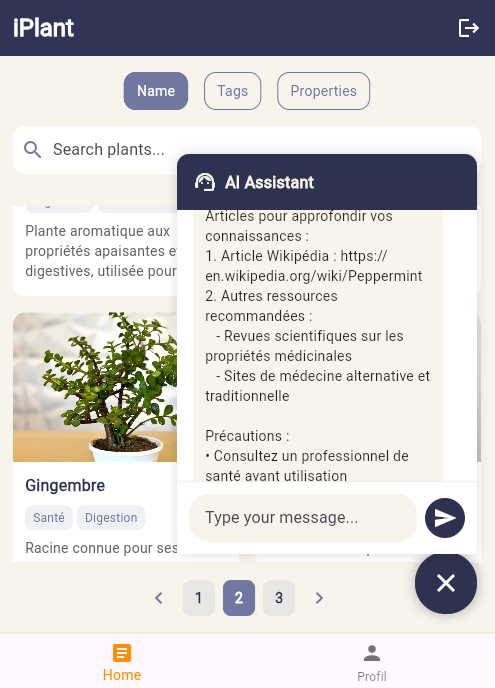 iPlant
Name
Tags
Properties
Search plants...
Plante aromatique aux
propriétés apaisantes et
digestives, utilisée pour
AI Assistant
Articles pour approfondir vos
connaissances :
1. Article Wikipédia : https://
en.wikipedia.org/wiki/Peppermint
2. Autres ressources
recommandées :
- Revues scientifiques sur les
propriétés médicinales
- Sites de médecine alternative et
traditionnelle
Précautions :
• Consultez un professionnel de
santé avant utilisation
Type your message...
Gingembre
Santé
Digestion
Racine connue pour ses
1
2
3
Home
Profil